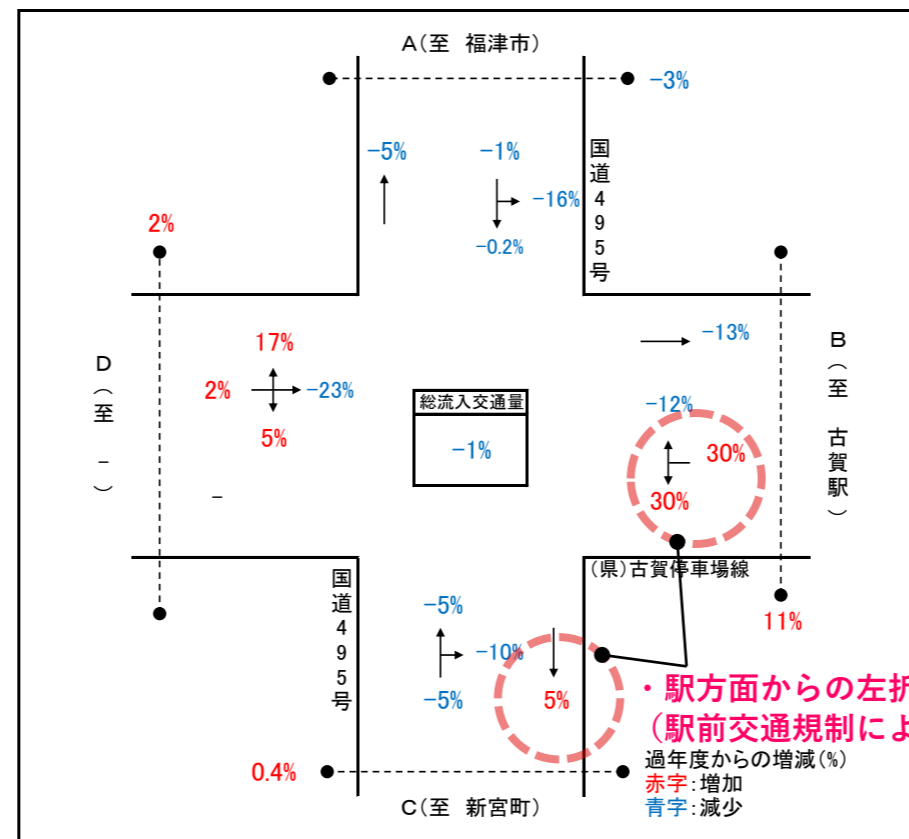 A(至 福津市)
-3%
-5%
-1%
-16%
-0.2%
国道495号
2%
-13%
B(至 古賀駅)
D(至 -)
17%
2%
-23%
5%
-
総流入交通量
-1%
-12%
30%
30%
(県)古賀停車場線
11%
国道495号
-5%
-10%
-5%
5%
・駅方面からの左折
(駅前交通規制によ
過年度からの増減(%)
赤字:増加
青字:減少
0.4%
C(至 新宮町)